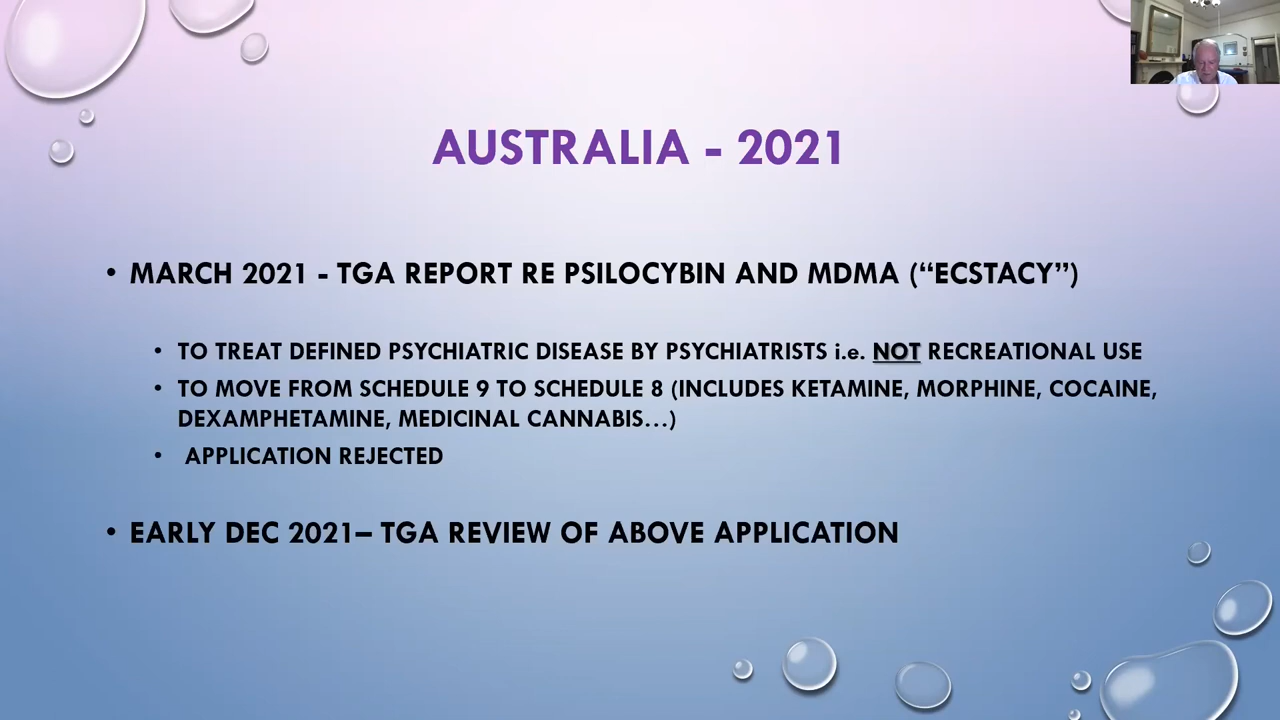 AUSTRALIA - 2021
• MARCH 2021 - TGA REPORT RE PSILOCYBIN AND MDMA (“ECSTACY”)
• TO TREAT DEFINED PSYCHIATRIC DISEASE BY PSYCHIATRISTS i.e. NOT RECREATIONAL USE
• TO MOVE FROM SCHEDULE 9 TO SCHEDULE 8 (INCLUDES KETAMINE, MORPHINE, COCAINE,
DEXAMPHETAMINE, MEDICINAL CANNABIS...)
• APPLICATION REJECTED
• EARLY DEC 2021– TGA REVIEW OF ABOVE APPLICATION